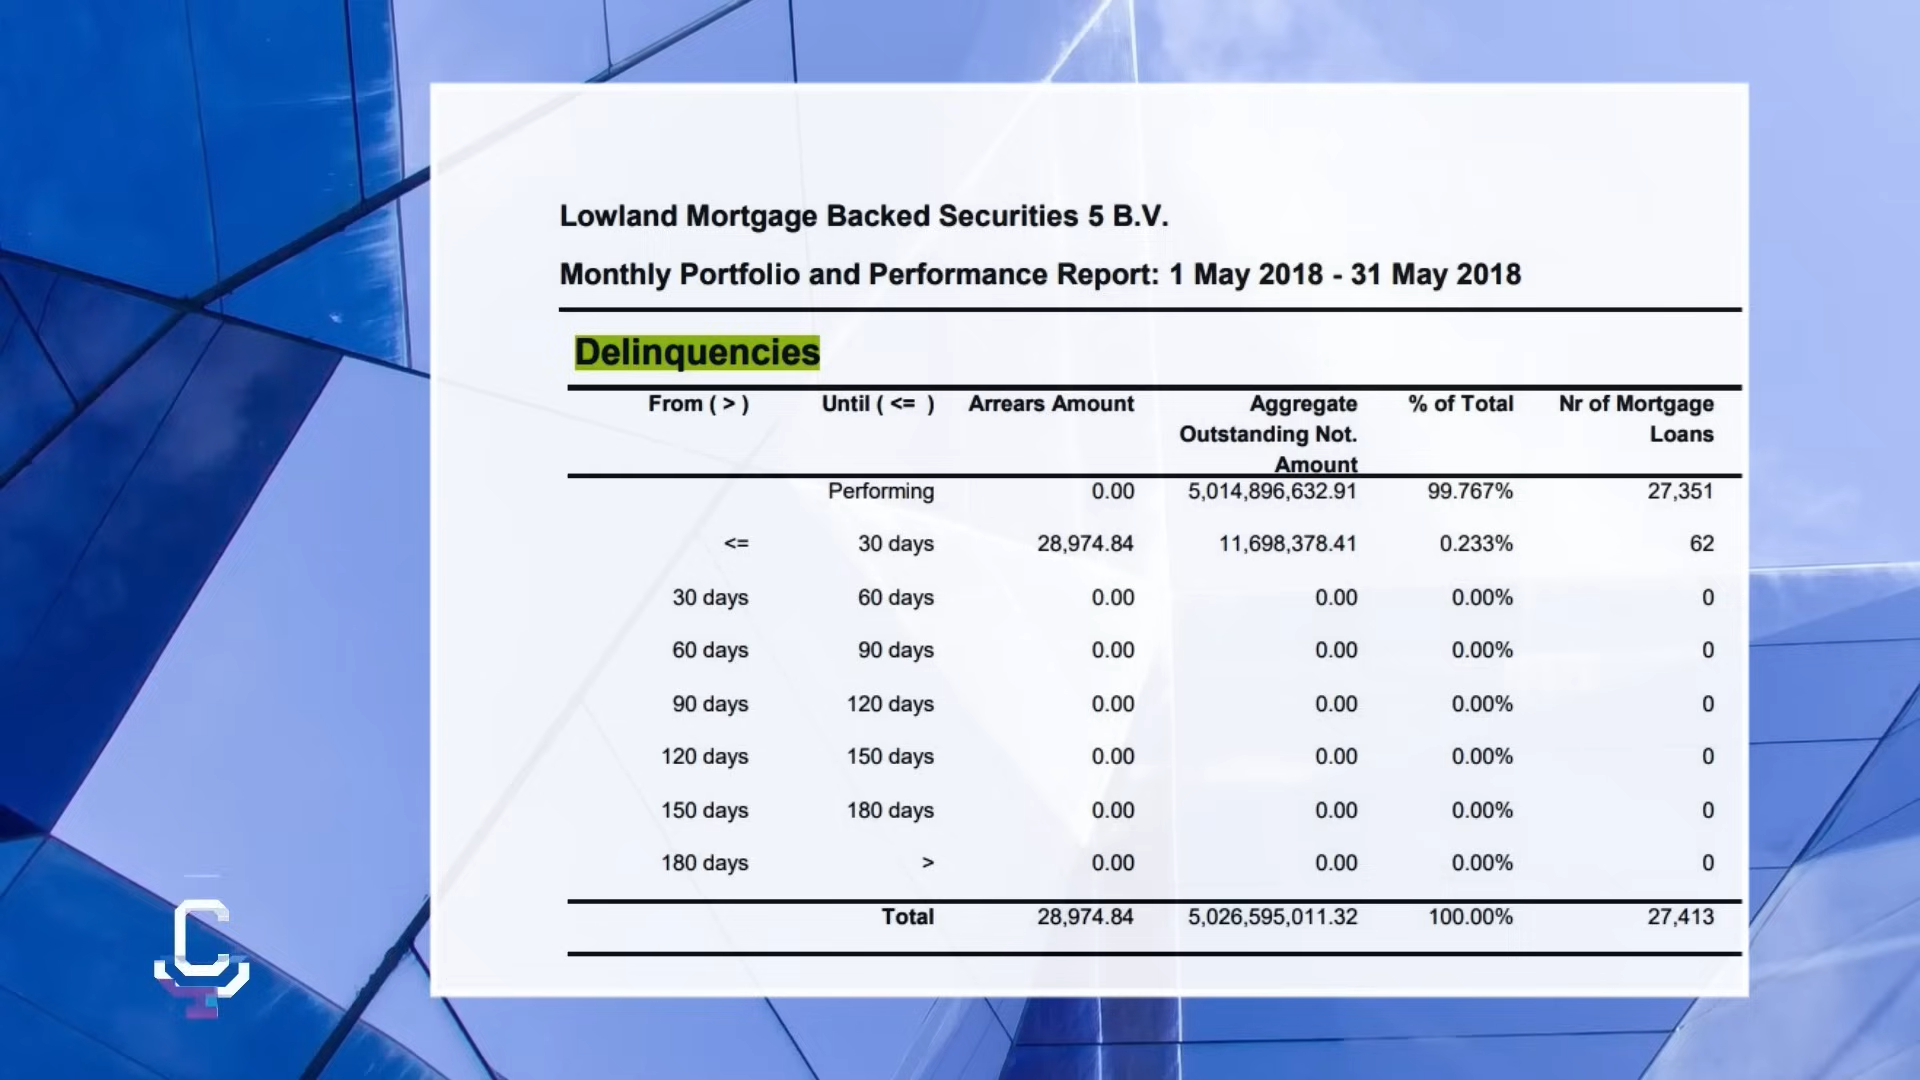 Lowland Mortgage Backed Securities 5 B.V.
Monthly Portfolio and Performance Report: 1 May 2018 - 31 May 2018
Delinquencies
From ( > ) Until ( <= ) Arrears Amount Aggregate Outstanding Not. Amount % of Total Nr of Mortgage Loans
Performing 0.00 5,014,896,632.91 99.767% 27,351
<= 30 days 28,974.84 11,698,378.41 0.233% 62
30 days 60 days 0.00 0.00 0.00% 0
60 days 90 days 0.00 0.00 0.00% 0
90 days 120 days 0.00 0.00 0.00% 0
120 days 150 days 0.00 0.00 0.00% 0
150 days 180 days 0.00 0.00 0.00% 0
180 days > 0.00 0.00 0.00% 0
Total 28,974.84 5,026,595,011.32 100.00% 27,413